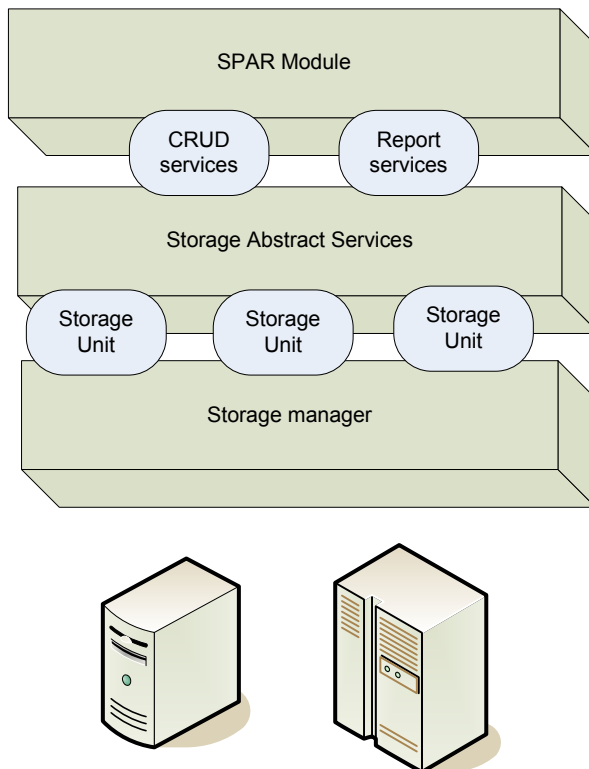 SPAR Module
CRUD
services
Report
services
Storage Abstract Services
Storage
Unit
Storage
Unit
Storage
Unit
Storage manager